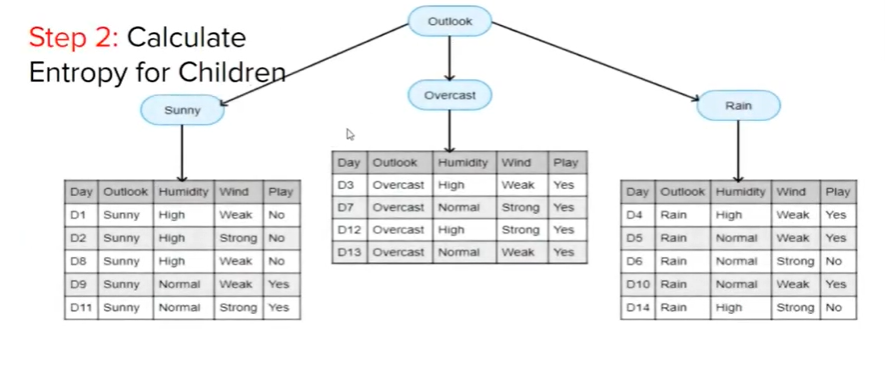 Step 2: Calculate
Entropy for Children
Outlook
Sunny
Overcast
Rain
Day Outlook Humidity Wind Play
D1 Sunny High Weak No
D2 Sunny High Strong No
D8 Sunny High Weak No
D9 Sunny Normal Weak Yes
D11 Sunny Normal Strong Yes
Day Outlook Humidity Wind Play
D3 Overcast High Weak Yes
D7 Overcast Normal Strong Yes
D12 Overcast High Strong Yes
D13 Overcast Normal Weak Yes
Day Outlook Humidity Wind Play
D4 Rain High Weak Yes
D5 Rain Normal Weak Yes
D6 Rain Normal Strong No
D10 Rain Normal Weak Yes
D14 Rain High Strong No